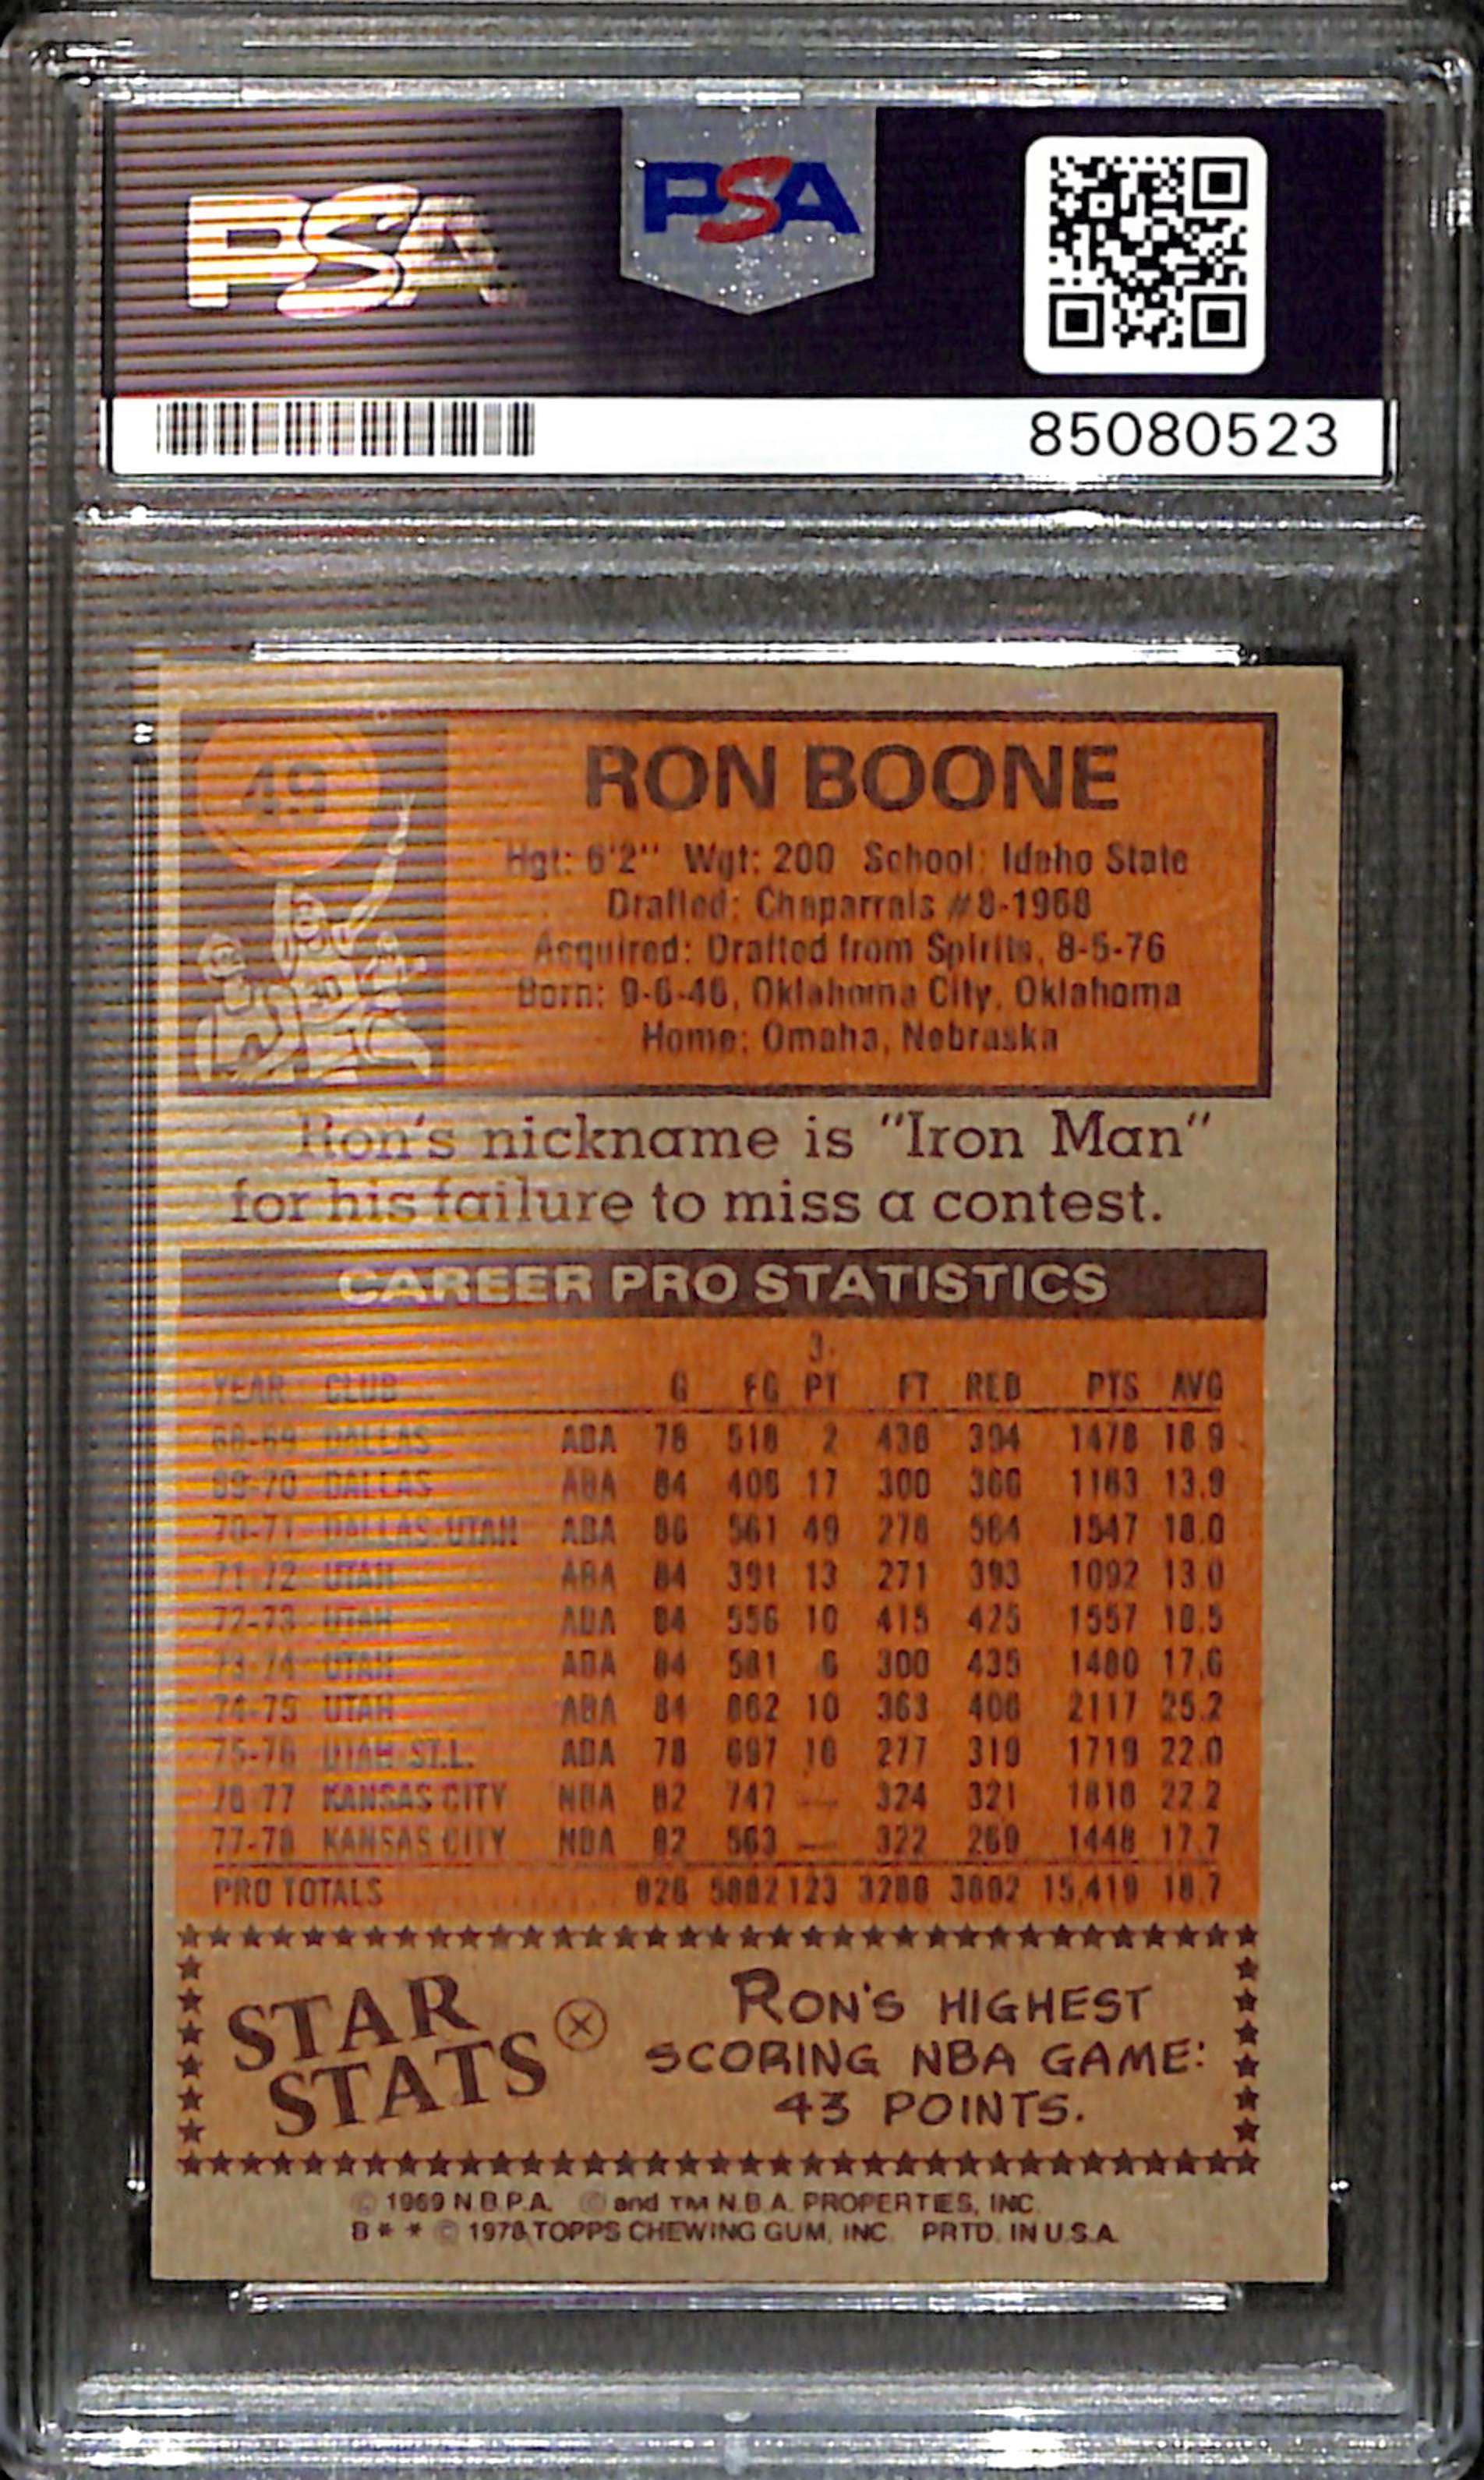 PSA
PSA
85080523
49
RON BOONE
Hgt: 6'2" Wgt: 200 School: Idaho State
Drafted: Chaparrals #8-1968
Acquired: Drafted from Spirits, 8-5-76
Born: 9-6-46, Oklahoma City, Oklahoma
Home: Omaha, Nebraska
Ron's nickname is "Iron Man"
for his failure to miss a contest.
CAREER PRO STATISTICS
3-
YEAR CLUB G FG PT FT REB PTS AVG
68-69 DALLAS ABA 78 518 2 436 394 1478 18.9
69-70 DALLAS ABA 84 406 17 300 366 1163 13.9
70-71 DALLAS-UTAH ABA 86 561 49 278 564 1547 18.0
71-72 UTAH ABA 84 391 13 271 393 1092 13.0
72-73 UTAH ABA 84 556 10 415 425 1557 18.5
73-74 UTAH ABA 84 581 6 300 435 1480 17.6
74-75 UTAH ABA 84 862 10 363 406 2117 25.2
75-76 UTAH-ST.L. ABA 78 697 16 277 319 1719 22.0
76-77 KANSAS CITY NBA 82 747 — 324 321 1818 22.2
77-78 KANSAS CITY NBA 82 563 — 322 269 1448 17.7
PRO TOTALS 826 5882 123 3286 3892 15,419 18.7
STAR
STATS
RON'S HIGHEST
SCORING NBA GAME:
43 POINTS.
© 1969 N.B.P.A. © and TM N.B.A. PROPERTIES, INC.
B * * © 1978 TOPPS CHEWING GUM, INC. PRTD. IN U.S.A.